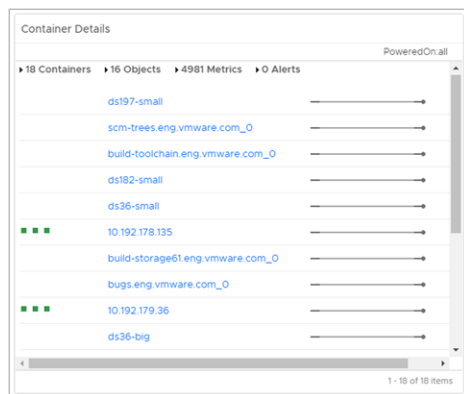 Container Details
PoweredOn:all
18 Containers 16 Objects 4981 Metrics 0 Alerts
ds197-small
scm-trees.eng.vmware.com_0
build-toolchain.eng.vmware.com_0
ds182-small
ds36-small
10.192.178.135
build-storage61.eng.vmware.com_0
bugs.eng.vmware.com_0
10.192.179.36
ds36-big
1 - 18 of 18 items